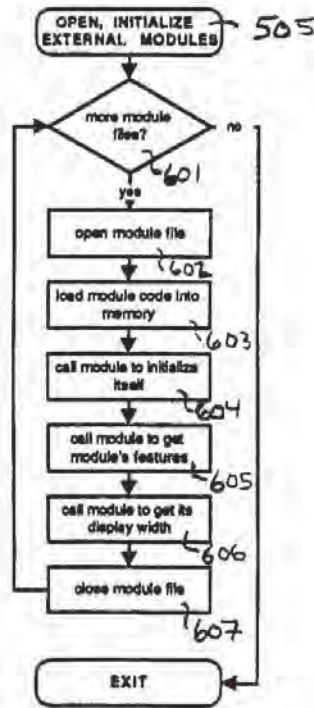 OPEN, INITIALIZE
EXTERNAL MODULES
505
more module
files?
no
601
yes
open module file
602
load module code into
memory
603
call module to initialize
itself
604
call module to get
module's features
605
call module to get its
display width
606
close module file
607
EXIT